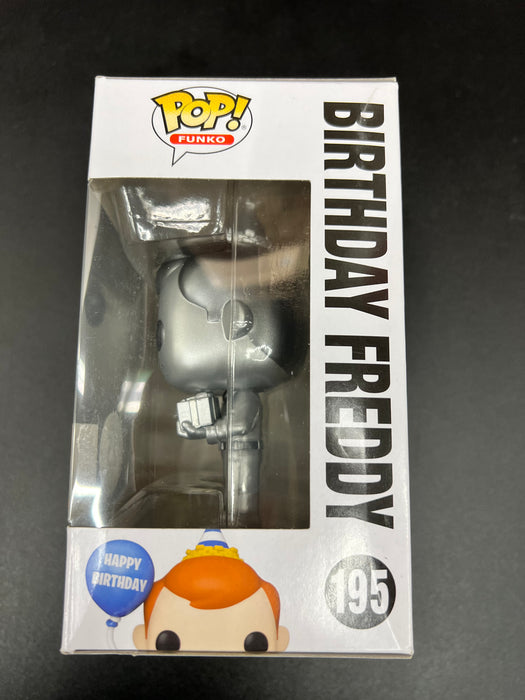 POP!
FUNKO
BIRTHDAY FREDDY
195
HAPPY
BIRTHDAY